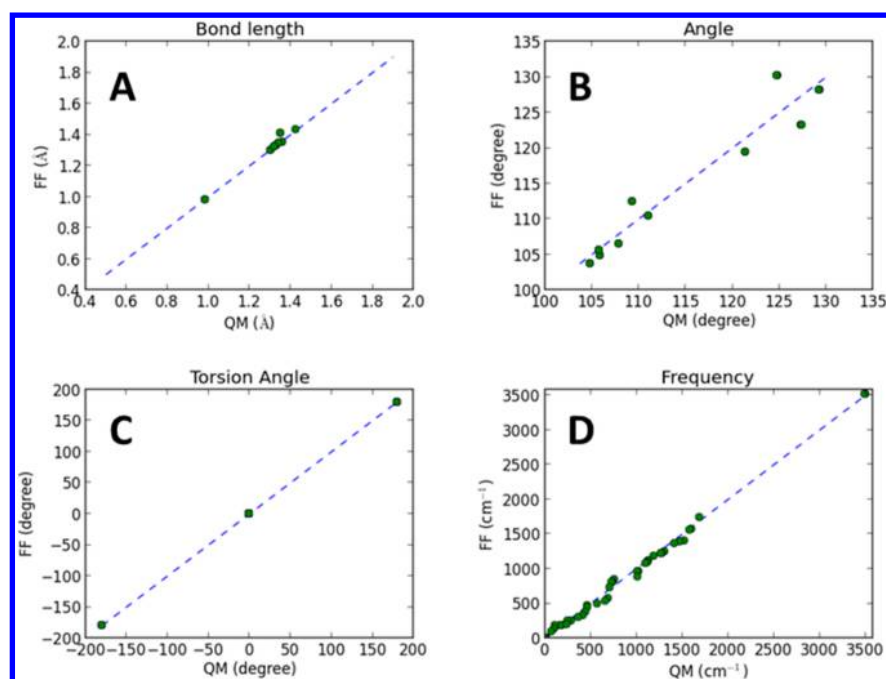 Bond length
A
2.0
1.8
1.6
1.4
1.2
1.0
0.8
0.6
0.4
FF (Å)
0.4 0.6 0.8 1.0 1.2 1.4 1.6 1.8 2.0
QM (Å)
Angle
B
135
130
125
120
115
110
105
100
FF (degree)
100 105 110 115 120 125 130 135
QM (degree)
Torsion Angle
C
200
150
100
50
0
−50
−100
−150
−200
FF (degree)
−200 −150 −100 −50 0 50 100 150 200
QM (degree)
Frequency
D
3500
3000
2500
2000
1500
1000
500
0
FF (cm⁻¹)
0 500 1000 1500 2000 2500 3000 3500
QM (cm⁻¹)